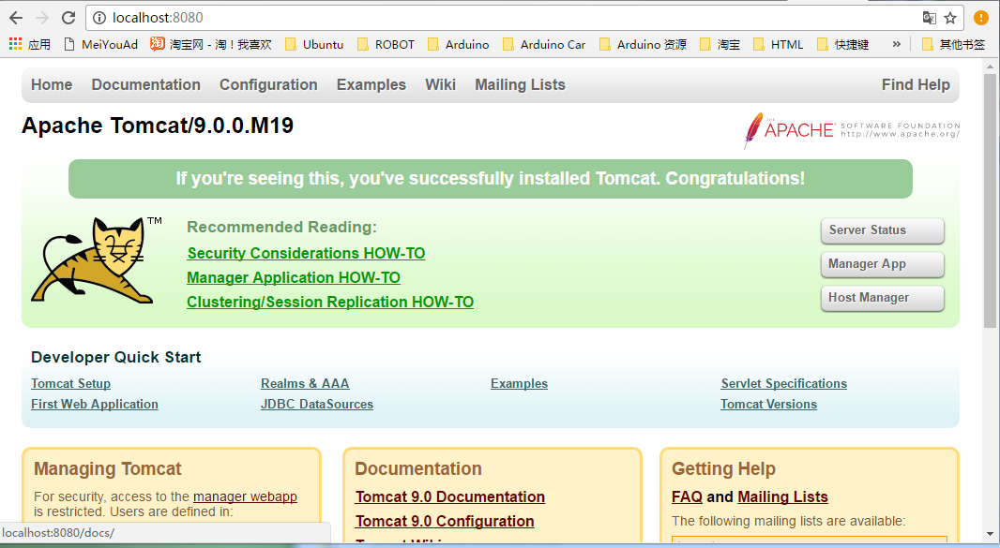 localhost:8080
应用 MeiYouAd 淘宝网 - 淘！我喜欢 Ubuntu ROBOT Arduino Arduino Car Arduino 资源 淘宝 HTML 快捷键 » 其他书签
Home Documentation Configuration Examples Wiki Mailing Lists Find Help
Apache Tomcat/9.0.0.M19
THE APACHE SOFTWARE FOUNDATION
http://www.apache.org/
If you're seeing this, you've successfully installed Tomcat. Congratulations!
TM
Recommended Reading:
Security Considerations HOW-TO
Manager Application HOW-TO
Clustering/Session Replication HOW-TO
Server Status
Manager App
Host Manager
Developer Quick Start
Tomcat Setup
First Web Application
Realms & AAA
JDBC DataSources
Examples
Servlet Specifications
Tomcat Versions
Managing Tomcat
For security, access to the manager webapp
is restricted. Users are defined in:
Documentation
Tomcat 9.0 Documentation
Tomcat 9.0 Configuration
Tomcat Wiki
Getting Help
FAQ and Mailing Lists
The following mailing lists are available:
localhost:8080/docs/